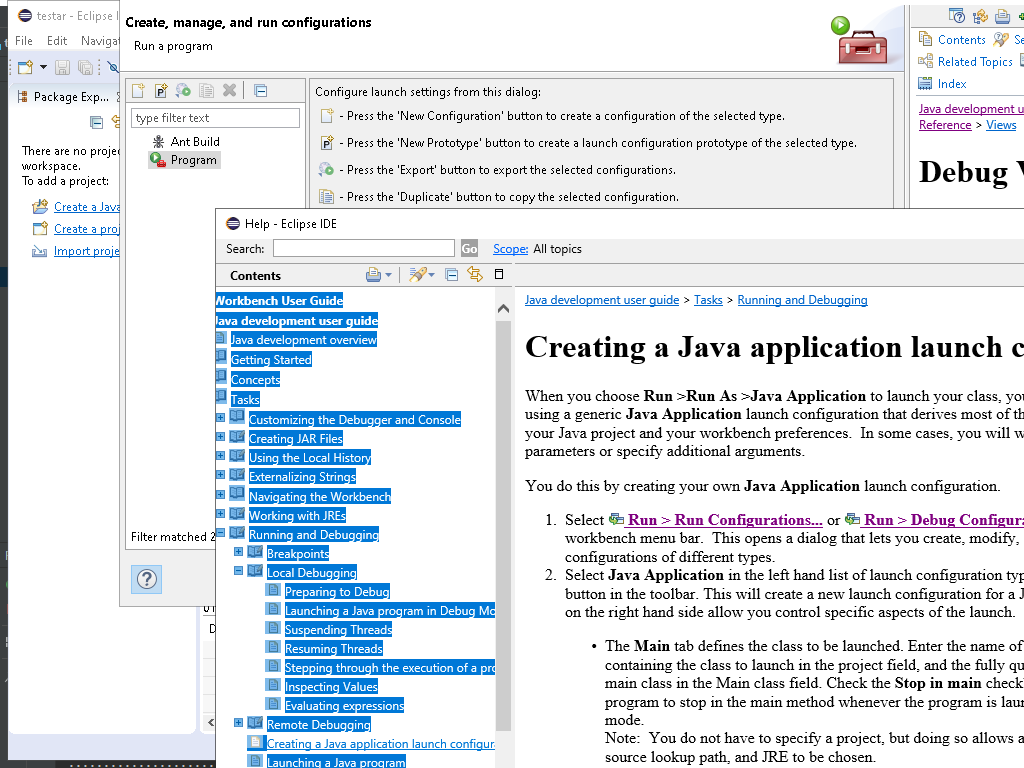 testar - Eclipse I
File Edit Navigat
Package Exp...
There are no projec
workspace.
To add a project:
Create a Java
Create a proj
Import proje
Create, manage, and run configurations
Run a program
type filter text
Ant Build
Program
Filter matched 2
Configure launch settings from this dialog:
- Press the 'New Configuration' button to create a configuration of the selected type.
- Press the 'New Prototype' button to create a launch configuration prototype of the selected type.
- Press the 'Export' button to export the selected configurations.
- Press the 'Duplicate' button to copy the selected configuration.
Contents Se
Related Topics
Index
Java development u
Reference > Views
Debug V
Help - Eclipse IDE
Search: Go Scope: All topics
Contents
Workbench User Guide
Java development user guide
Java development overview
Getting Started
Concepts
Tasks
Customizing the Debugger and Console
Creating JAR Files
Using the Local History
Externalizing Strings
Navigating the Workbench
Working with JREs
Running and Debugging
Breakpoints
Local Debugging
Preparing to Debug
Launching a Java program in Debug Mo
Suspending Threads
Resuming Threads
Stepping through the execution of a pro
Inspecting Values
Evaluating expressions
Remote Debugging
Creating a Java application launch configur
Launching a Java program
Java development user guide > Tasks > Running and Debugging
Creating a Java application launch c
When you choose Run >Run As >Java Application to launch your class, you
using a generic Java Application launch configuration that derives most of th
your Java project and your workbench preferences. In some cases, you will w
parameters or specify additional arguments.
You do this by creating your own Java Application launch configuration.
1. Select Run > Run Configurations... or Run > Debug Configura
workbench menu bar. This opens a dialog that lets you create, modify,
configurations of different types.
2. Select Java Application in the left hand list of launch configuration typ
button in the toolbar. This will create a new launch configuration for a J
on the right hand side allow you control specific aspects of the launch.
• The Main tab defines the class to be launched. Enter the name of
containing the class to launch in the project field, and the fully qu
main class in the Main class field. Check the Stop in main check
program to stop in the main method whenever the program is laun
mode.
Note: You do not have to specify a project, but doing so allows a
source lookup path, and JRE to be chosen.